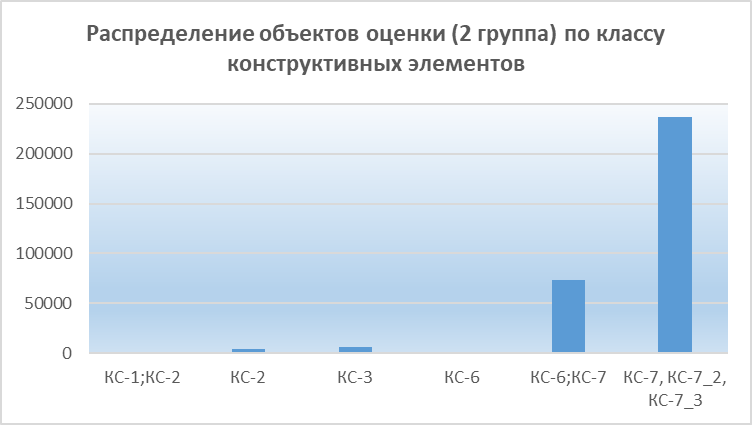 Распределение объектов оценки (2 группа) по классу
конструктивных элементов
250000
200000
150000
100000
50000
0
КС-1;КС-2
КС-2
КС-3
КС-6
КС-6;КС-7
КС-7, КС-7_2,
КС-7_3